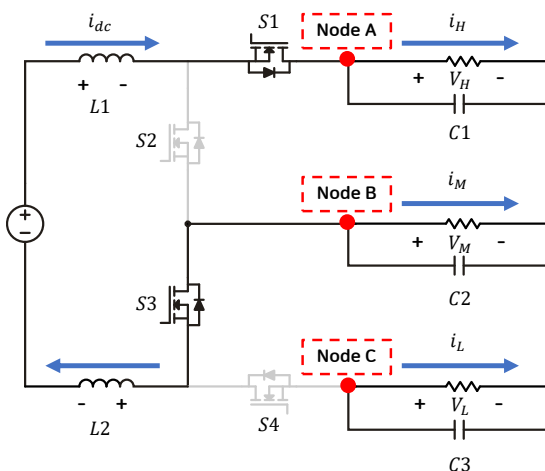 i_dc
S1
Node A
i_H
+ -
L1
+ V_H -
C1
S2
Node B
i_M
+
−
+ V_M -
C2
S3
Node C
i_L
- +
L2
S4
+ V_L -
C3